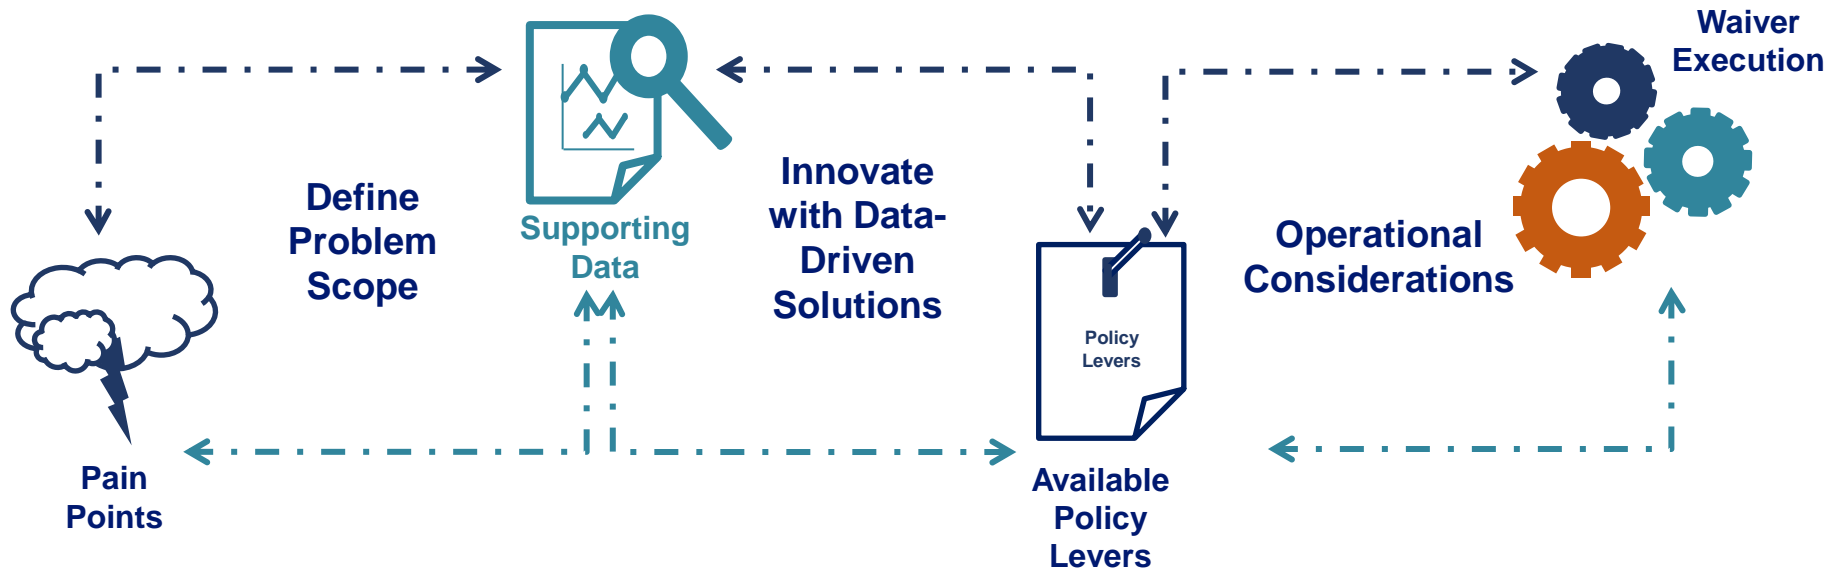 Waiver
Execution
Define
Problem
Scope
Supporting
Data
Innovate
with Data-
Driven
Solutions
Operational
Considerations
Policy
Levers
Pain
Points
Available
Policy
Levers